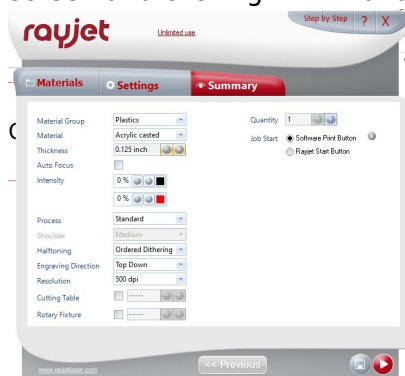 rayjet
Unlimited use
Step by Step ? X
Materials
Settings
Summary
Material Group Plastics
Quantity 1
Material Acrylic casted
Job Start Software Print Button
Thickness 0.125 inch
Rayjet Start Button
Auto Focus
Intensity 0 %
0 %
Process Standard
Shoulder Medium
Halftoning Ordered Dithering
Engraving Direction Top Down
Resolution 500 dpi
Cutting Table -----
Rotary Fixture -----
<< Previous
www.rayjetlaser.com